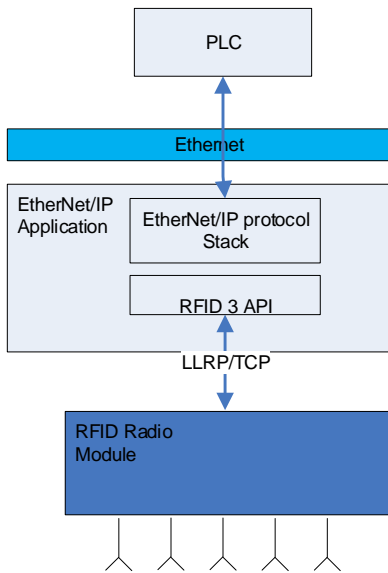 PLC
Ethernet
EtherNet/IP
Application
EtherNet/IP protocol
Stack
RFID 3 API
LLRP/TCP
RFID Radio
Module